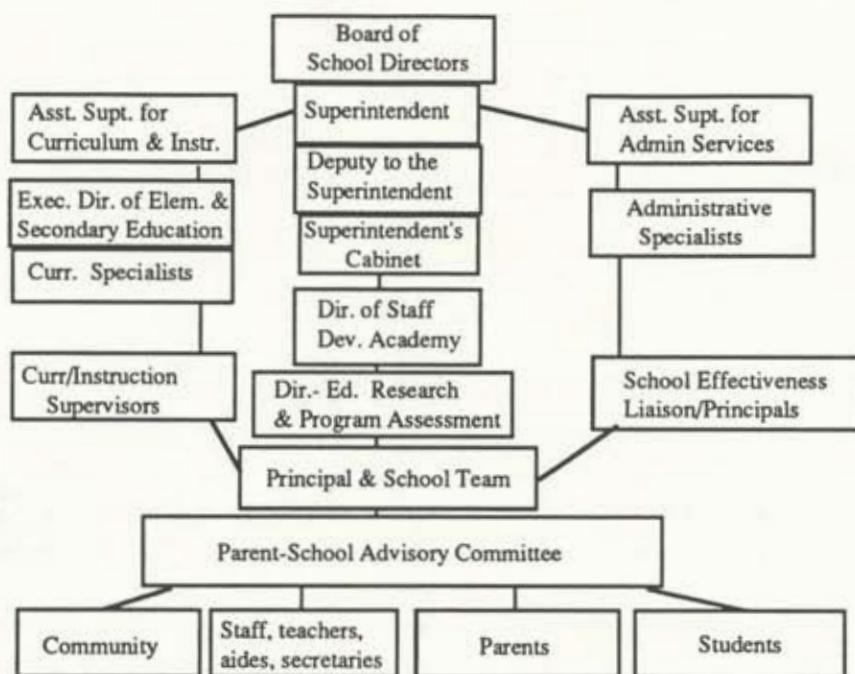 Board of
School Directors
Superintendent
Asst. Supt. for
Curriculum & Instr.
Asst. Supt. for
Admin Services
Deputy to the
Superintendent
Exec. Dir. of Elem. &
Secondary Education
Administrative
Specialists
Superintendent's
Cabinet
Curr. Specialists
Dir. of Staff
Dev. Academy
Curr/Instruction
Supervisors
Dir.- Ed. Research
& Program Assessment
School Effectiveness
Liaison/Principals
Principal & School Team
Parent-School Advisory Committee
Community
Staff, teachers,
aides, secretaries
Parents
Students